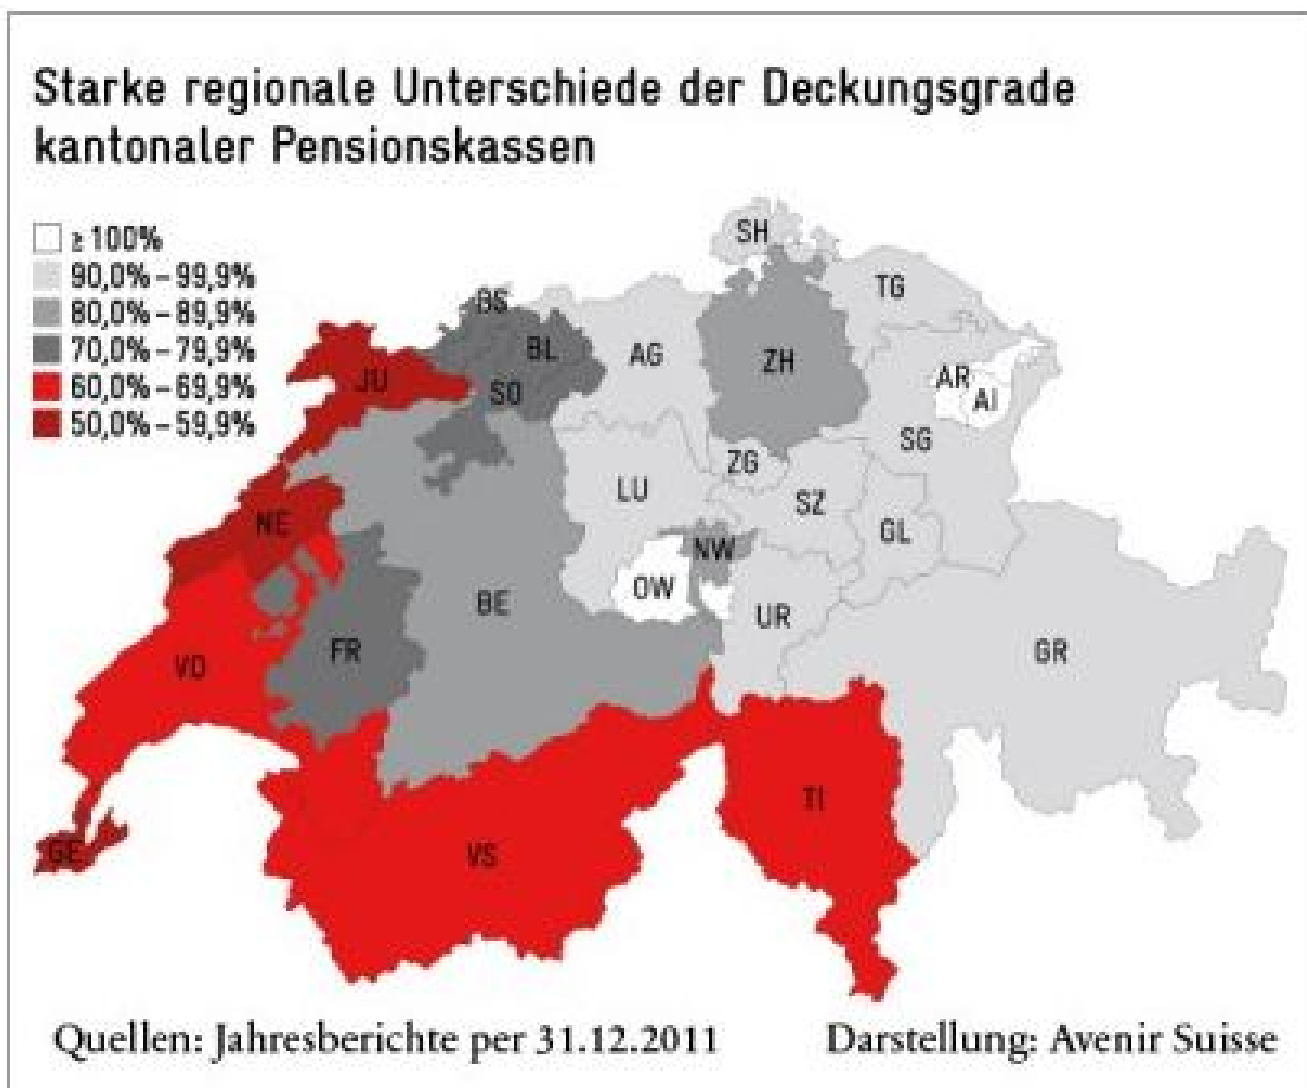 Starke regionale Unterschiede der Deckungsgrade
kantonaler Pensionskassen
≥ 100%
90,0% – 99,9%
80,0% – 89,9%
70,0% – 79,9%
60,0% – 69,9%
50,0% – 59,9%
SH
TG
BS
BL
AG
ZH
JU
SO
AR
AI
SG
ZG
LU
SZ
NE
GL
NW
OW
BE
UR
FR
GR
VD
TI
GE
VS
Quellen: Jahresberichte per 31.12.2011
Darstellung: Avenir Suisse